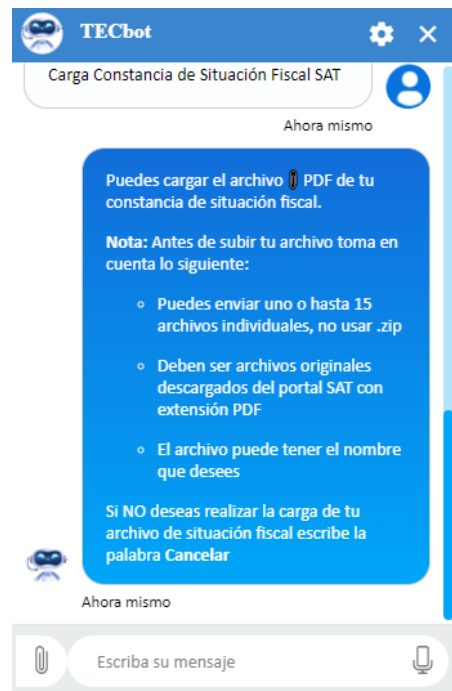 TECbot
Carga Constancia de Situación Fiscal SAT
Ahora mismo
Puedes cargar el archivo PDF de tu
constancia de situación fiscal.
Nota: Antes de subir tu archivo toma en
cuenta lo siguiente:
Puedes enviar uno o hasta 15
archivos individuales, no usar .zip
Deben ser archivos originales
descargados del portal SAT con
extensión PDF
El archivo puede tener el nombre
que desees
Si NO deseas realizar la carga de tu
archivo de situación fiscal escribe la
palabra Cancelar
Ahora mismo
Escriba su mensaje